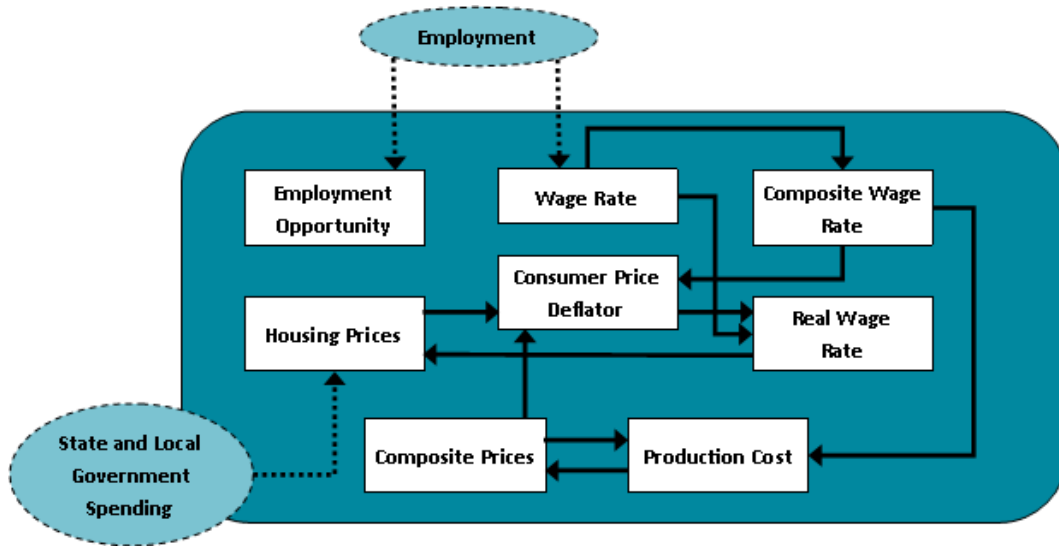 Employment
Employment
Opportunity
Wage Rate
Composite Wage
Rate
Consumer Price
Deflator
Housing Prices
Real Wage
Rate
State and Local
Government
Spending
Composite Prices
Production Cost